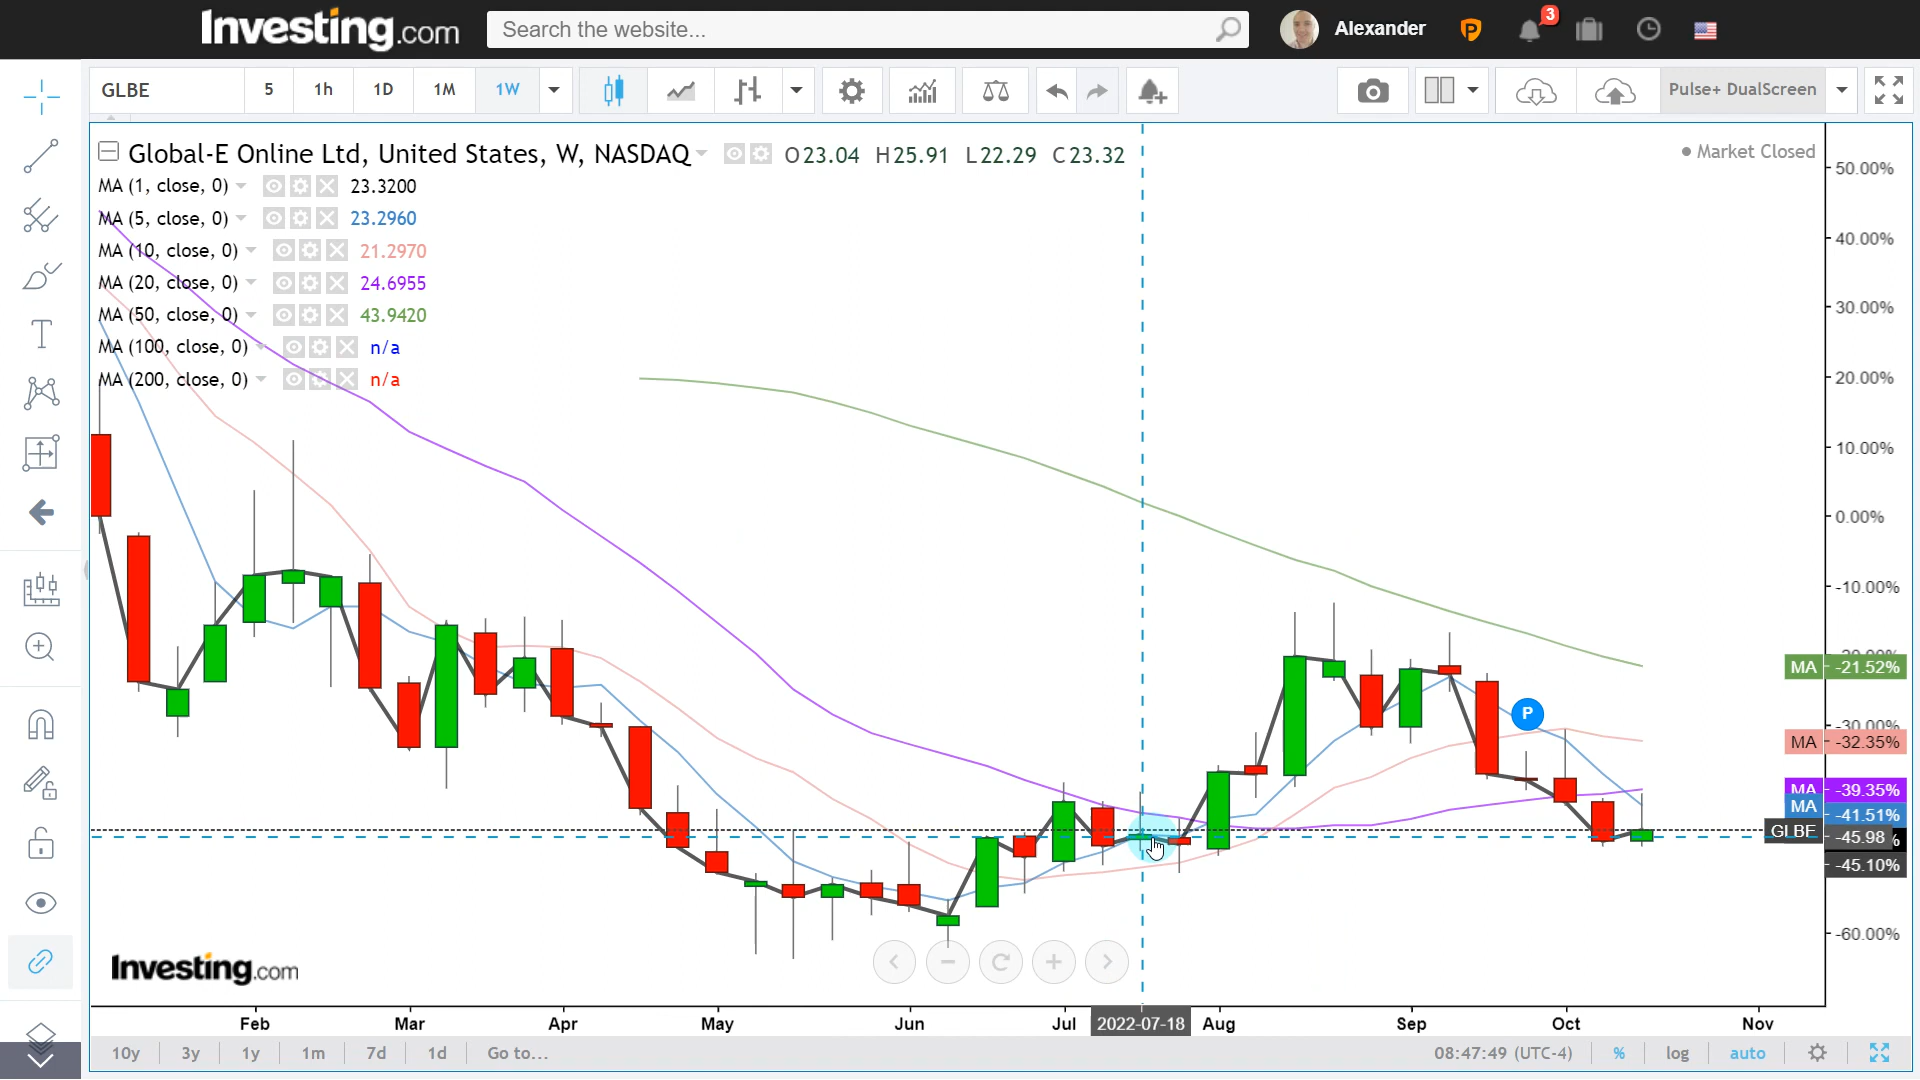 Investing.com
Search the website...
Alexander
3
GLBE
5
1h
1D
1M
1W
Pulse+ DualScreen
Global-E Online Ltd, United States, W, NASDAQ
O23.04 H25.91 L22.29 C23.32
Market Closed
MA (1, close, 0) 23.3200
MA (5, close, 0) 23.2960
MA (10, close, 0) 21.2970
MA (20, close, 0) 24.6955
MA (50, close, 0) 43.9420
MA (100, close, 0) n/a
MA (200, close, 0) n/a
50.00%
40.00%
30.00%
20.00%
10.00%
0.00%
-10.00%
MA -21.52%
-30.00%
MA -32.35%
MA -39.35%
MA -41.51%
GLBE -45.98 %
-45.10%
-60.00%
P
Investing.com
Feb Mar Apr May Jun Jul 2022-07-18 Aug Sep Oct Nov
10y 3y 1y 1m 7d 1d Go to...
08:47:49 (UTC-4) % log auto